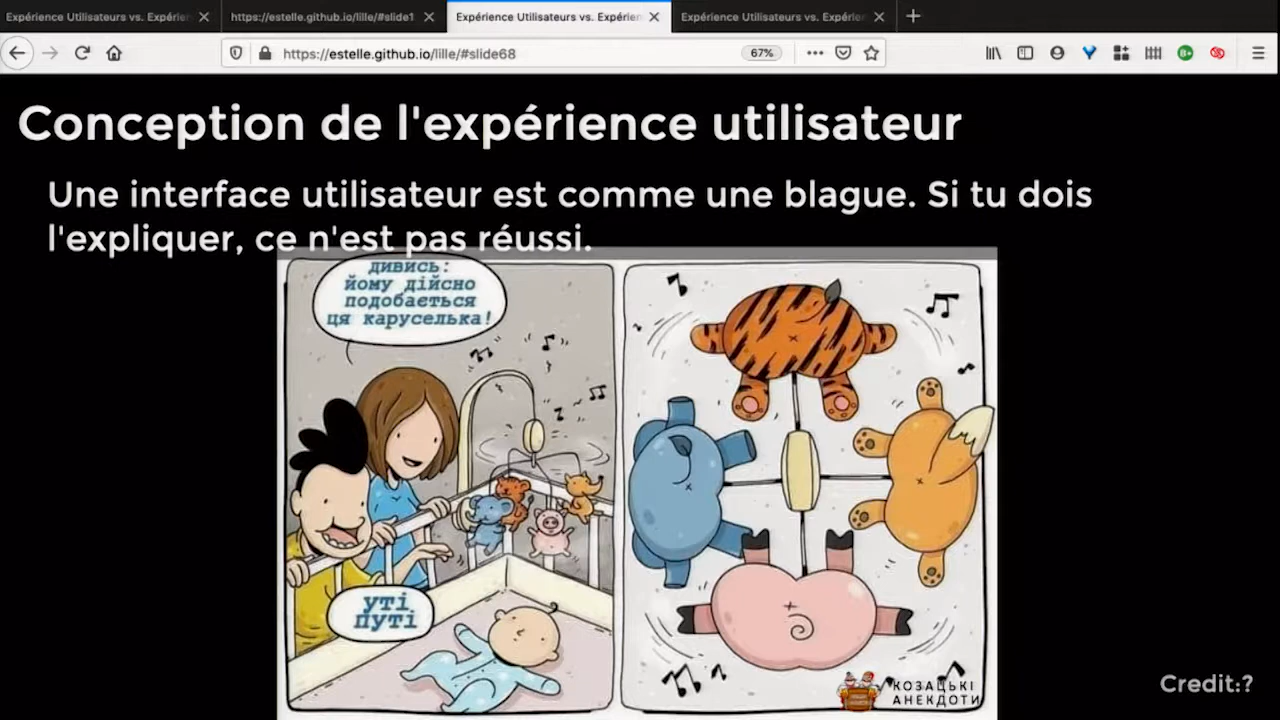 Expérience Utilisateurs vs. Expérien
https://estelle.github.io/lille/#slide1
Expérience Utilisateurs vs. Expérien
Expérience Utilisateurs vs. Expérie
https://estelle.github.io/lille/#slide68
67%
Conception de l'expérience utilisateur
Une interface utilisateur est comme une blague. Si tu dois
l'expliquer, ce n'est pas réussi.
ДИВИСЬ:
ЙОМУ ДІЙСНО
ПОДОБАЄТЬСЯ
ЦЯ КАРУСЕЛЬКА!
УТІ
ПУТІ
КОЗАЦЬКІ
АНЕКДОТИ
Credit:?